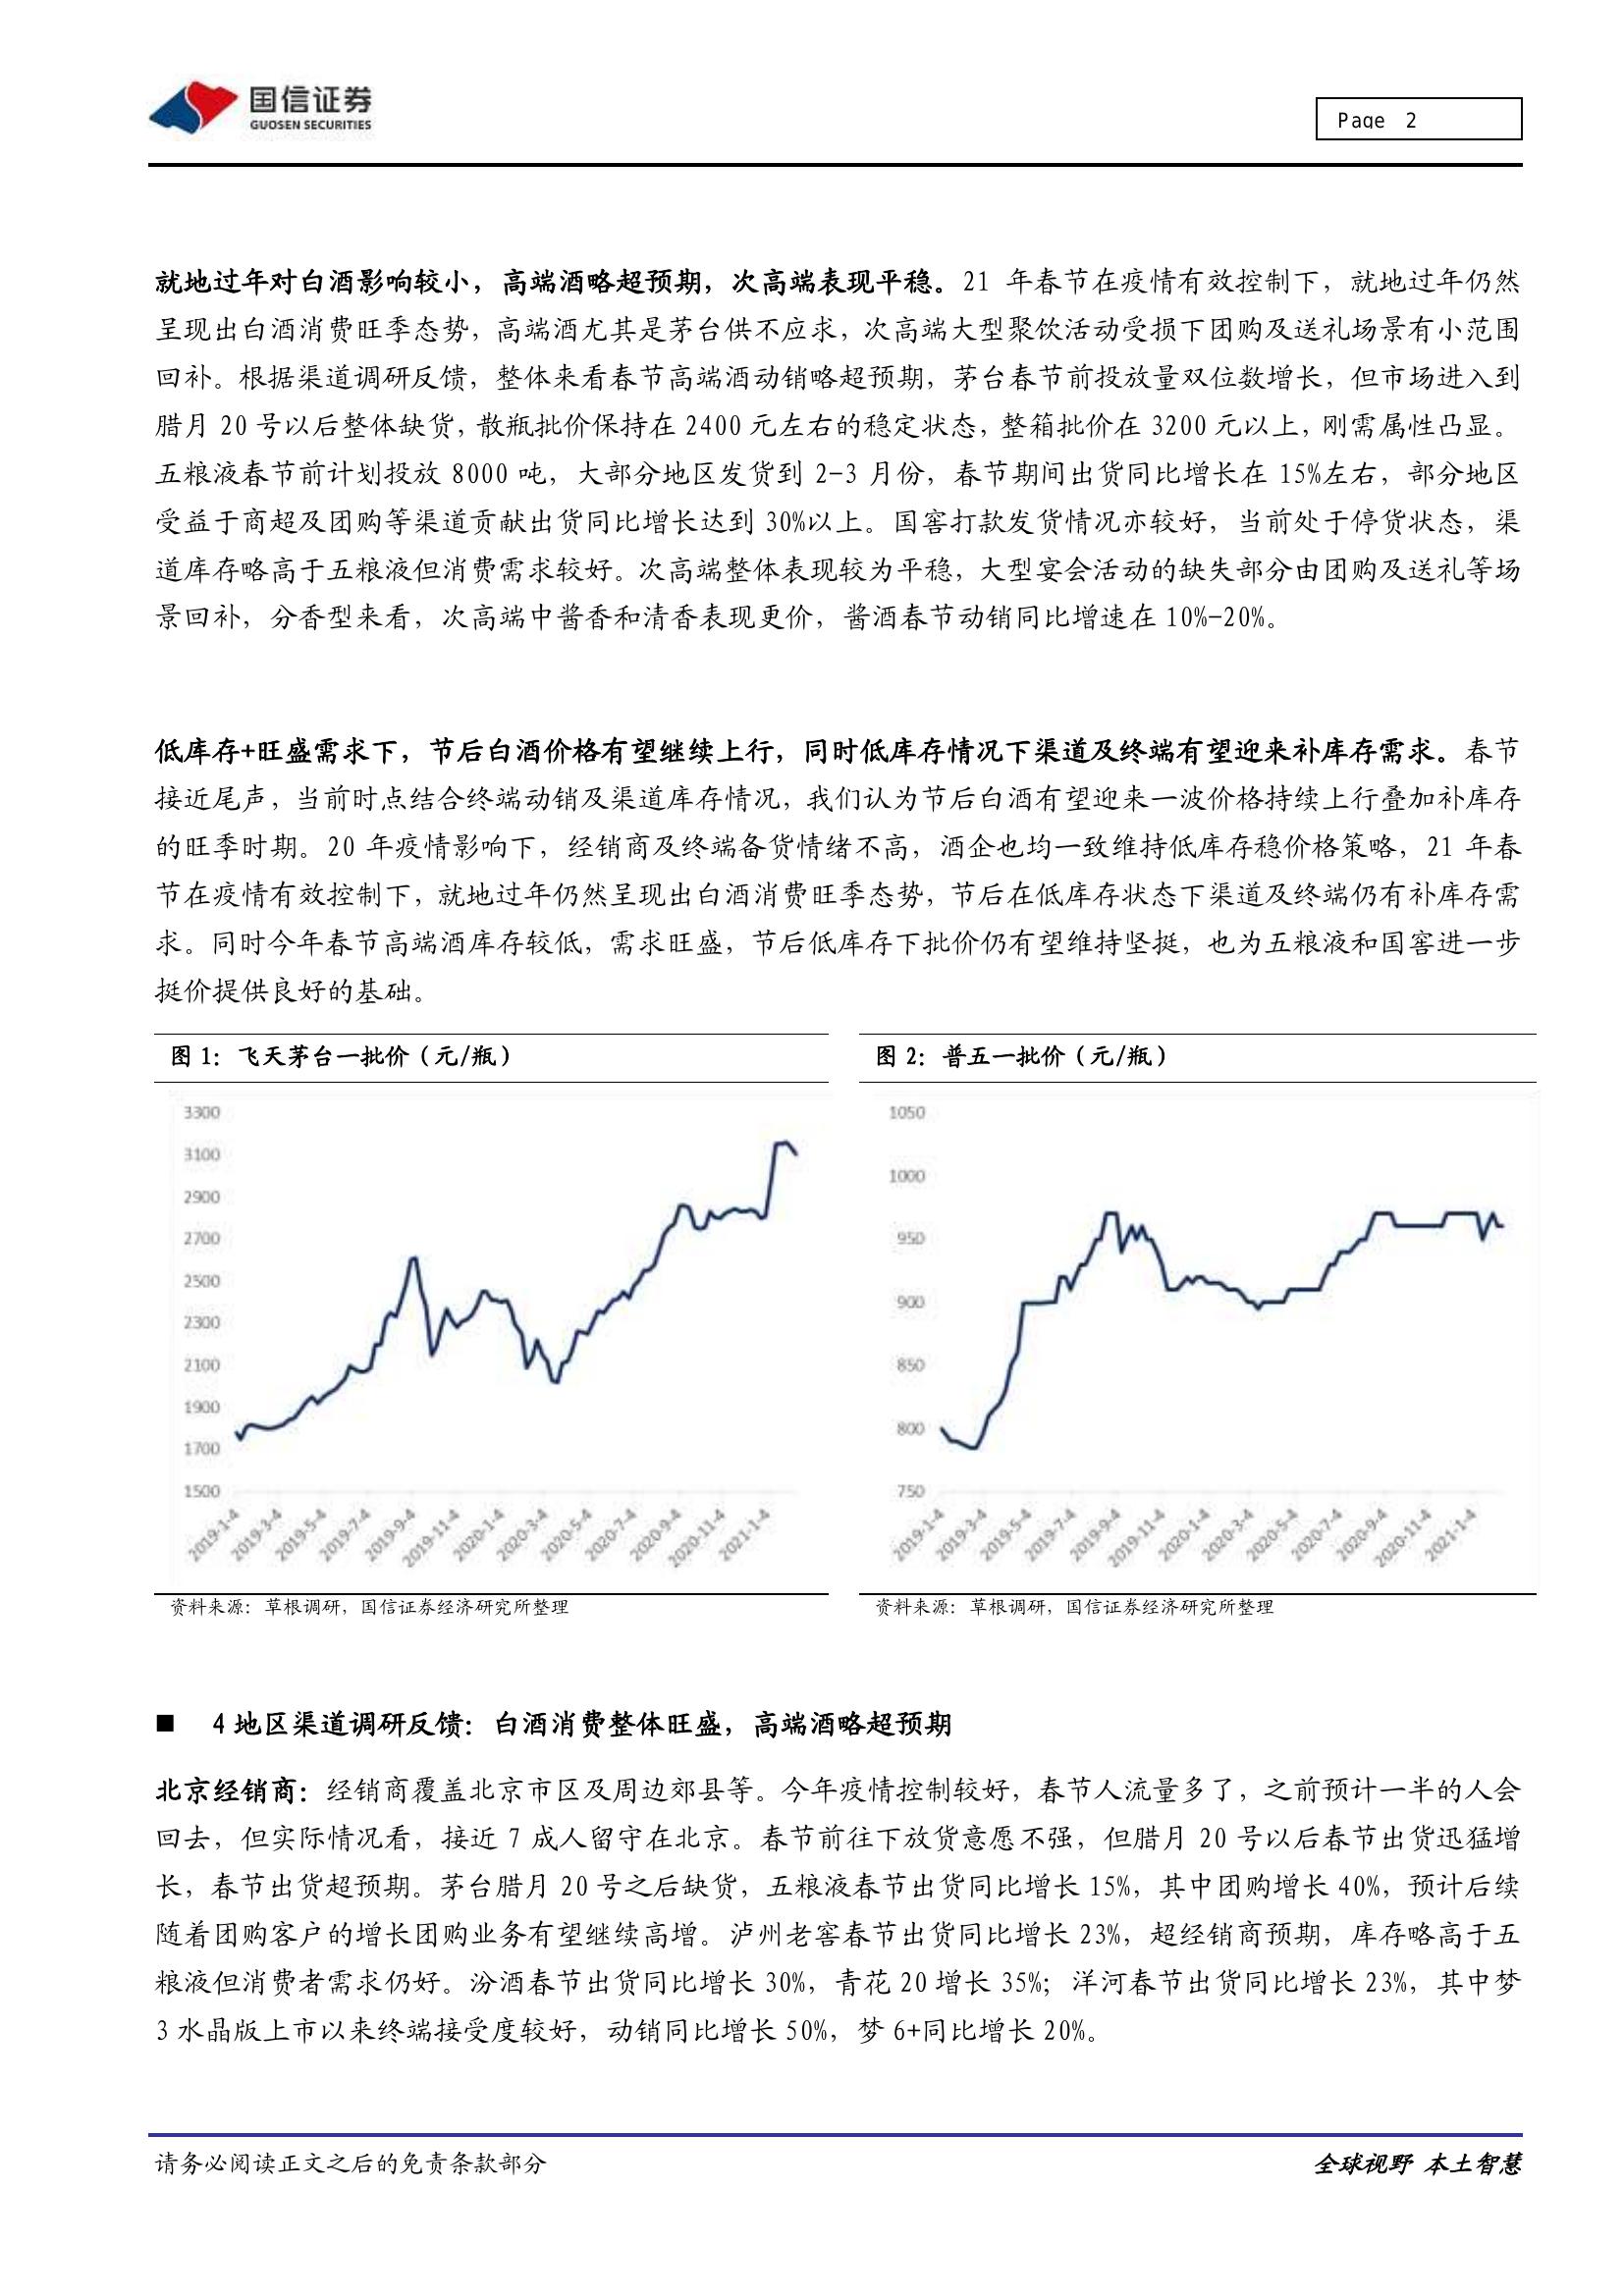 国信证券
GUOSEN SECURITIES
Page 2
就地过年对白酒影响较小，高端酒略超预期，次高端表现平稳。21 年春节在疫情有效控制下，就地过年仍然
呈现出白酒消费旺季态势，高端酒尤其是茅台供不应求，次高端大型聚饮活动受损下团购及送礼场景有小范围
回补。根据渠道调研反馈，整体来看春节高端酒动销略超预期，茅台春节前投放量双位数增长，但市场进入到
腊月 20 号以后整体缺货，散瓶批价保持在 2400 元左右的稳定状态，整箱批价在 3200 元以上，刚需属性凸显。
五粮液春节前计划投放 8000 吨，大部分地区发货到 2-3 月份，春节期间出货同比增长在 15%左右，部分地区
受益于商超及团购等渠道贡献出货同比增长达到 30%以上。国窖打款发货情况亦较好，当前处于停货状态，渠
道库存略高于五粮液但消费需求较好。次高端整体表现较为平稳，大型宴会活动的缺失部分由团购及送礼等场
景回补，分香型来看，次高端中酱香和清香表现更价，酱酒春节动销同比增速在 10%-20%。
低库存+旺盛需求下，节后白酒价格有望继续上行，同时低库存情况下渠道及终端有望迎来补库存需求。春节
接近尾声，当前时点结合终端动销及渠道库存情况，我们认为节后白酒有望迎来一波价格持续上行叠加补库存
的旺季时期。20 年疫情影响下，经销商及终端备货情绪不高，酒企也均一致维持低库存稳价格策略，21 年春
节在疫情有效控制下，就地过年仍然呈现出白酒消费旺季态势，节后在低库存状态下渠道及终端仍有补库存需
求。同时今年春节高端酒库存较低，需求旺盛，节后低库存下批价仍有望维持坚挺，也为五粮液和国窖进一步
挺价提供良好的基础。
图 1：飞天茅台一批价（元/瓶）
3300
3100
2900
2700
2500
2300
2100
1900
1700
1500
2019-1-4
2019-3-4
2019-5-4
2019-7-4
2019-9-4
2019-11-4
2020-1-4
2020-3-4
2020-5-4
2020-7-4
2020-9-4
2020-11-4
2021-1-4
资料来源：草根调研，国信证券经济研究所整理
图 2：普五一批价（元/瓶）
1050
1000
950
900
850
800
750
2019-1-4
2019-3-4
2019-5-4
2019-7-4
2019-9-4
2019-11-4
2020-1-4
2020-3-4
2020-5-4
2020-7-4
2020-9-4
2020-11-4
2021-1-4
资料来源：草根调研，国信证券经济研究所整理
■ 4 地区渠道调研反馈：白酒消费整体旺盛，高端酒略超预期
北京经销商：经销商覆盖北京市区及周边郊县等。今年疫情控制较好，春节人流量多了，之前预计一半的人会
回去，但实际情况看，接近 7 成人留守在北京。春节前往下放货意愿不强，但腊月 20 号以后春节出货迅猛增
长，春节出货超预期。茅台腊月 20 号之后缺货，五粮液春节出货同比增长 15%，其中团购增长 40%，预计后续
随着团购客户的增长团购业务有望继续高增。泸州老窖春节出货同比增长 23%，超经销商预期，库存略高于五
粮液但消费者需求仍好。汾酒春节出货同比增长 30%，青花 20 增长 35%；洋河春节出货同比增长 23%，其中梦
3 水晶版上市以来终端接受度较好，动销同比增长 50%，梦 6+同比增长 20%。
请务必阅读正文之后的免责条款部分
全球视野 本土智慧